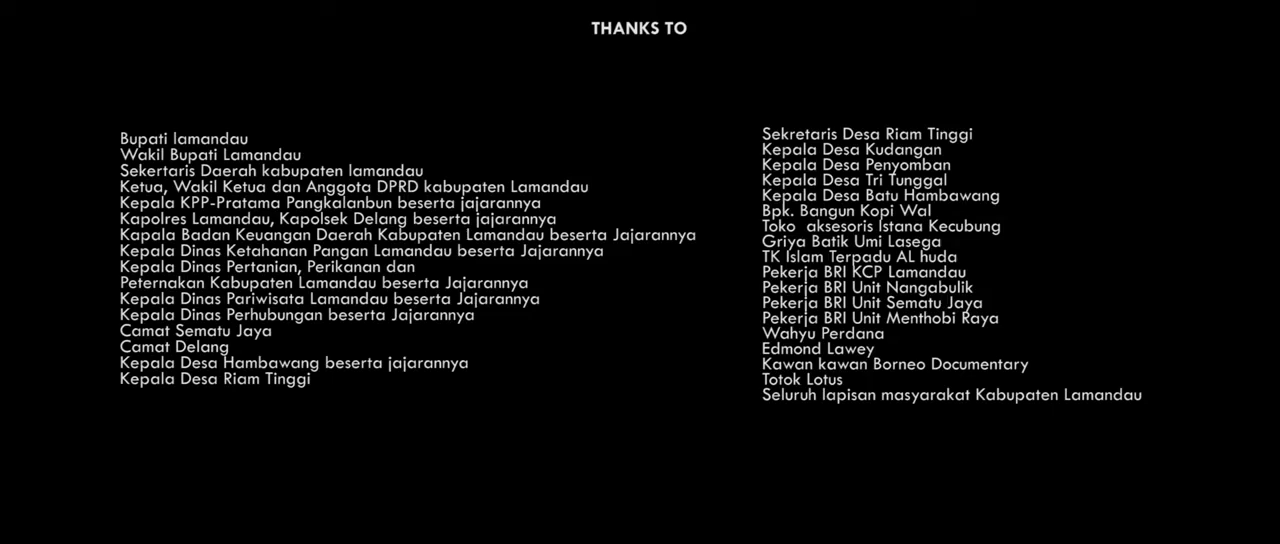 THANKS TO
Bupati lamandau
Wakil Bupati Lamandau
Sekertaris Daerah kabupaten lamandau
Ketua, Wakil Ketua dan Anggota DPRD kabupaten Lamandau
Kepala KPP-Pratama Pangkalanbun beserta jajarannya
Kapolres Lamandau, Kapolsek Delang beserta jajarannya
Kapala Badan Keuangan Daerah Kabupaten Lamandau beserta Jajarannya
Kepala Dinas Ketahanan Pangan Lamandau beserta Jajarannya
Kepala Dinas Pertanian, Perikanan dan
Peternakan Kabupaten Lamandau beserta Jajarannya
Kepala Dinas Pariwisata Lamandau beserta Jajarannya
Kepala Dinas Perhubungan beserta Jajarannya
Camat Sematu Jaya
Camat Delang
Kepala Desa Hambawang beserta jajarannya
Kepala Desa Riam Tinggi
Sekretaris Desa Riam Tinggi
Kepala Desa Kudangan
Kepala Desa Penyomban
Kepala Desa Tri Tunggal
Kepala Desa Batu Hambawang
Bpk. Bangun Kopi Wal
Toko  aksesoris Istana Kecubung
Griya Batik Umi Lasega
TK Islam Terpadu AL huda
Pekerja BRI KCP Lamandau
Pekerja BRI Unit Nangabulik
Pekerja BRI Unit Sematu Jaya
Pekerja BRI Unit Menthobi Raya
Wahyu Perdana
Edmond Lawey
Kawan kawan Borneo Documentary
Totok Lotus
Seluruh lapisan masyarakat Kabupaten Lamandau